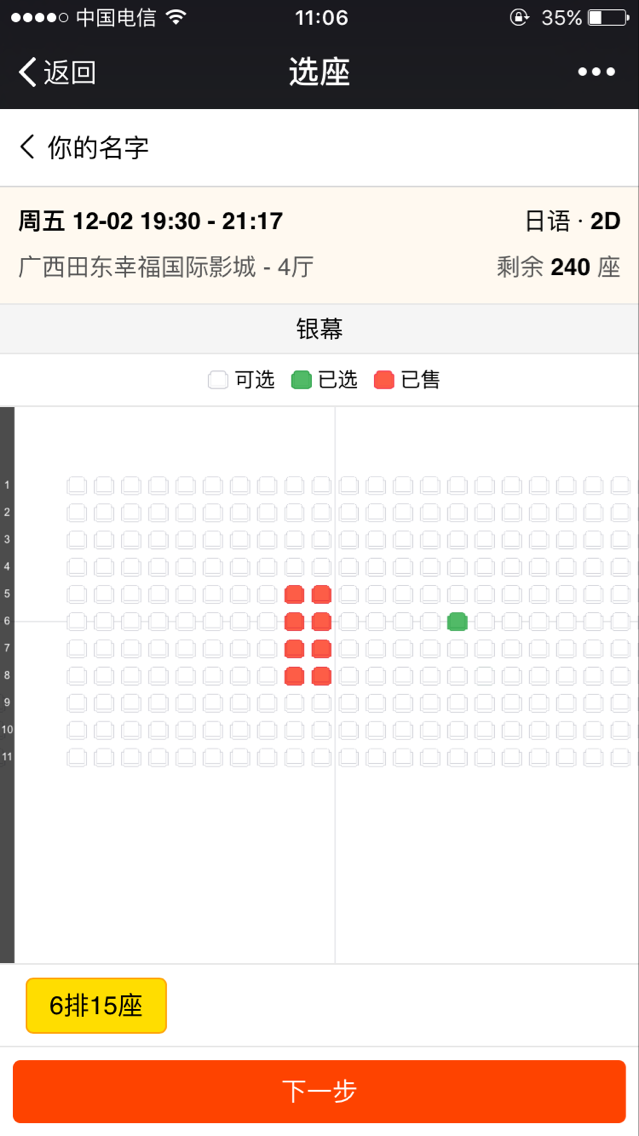 中国电信 11:06 35%
返回 选座
你的名字
周五 12-02 19:30 - 21:17 日语 · 2D
广西田东幸福国际影城 - 4厅 剩余 240 座
银幕
可选 已选 已售
1
2
3
4
5
6
7
8
9
10
11
6排15座
下一步